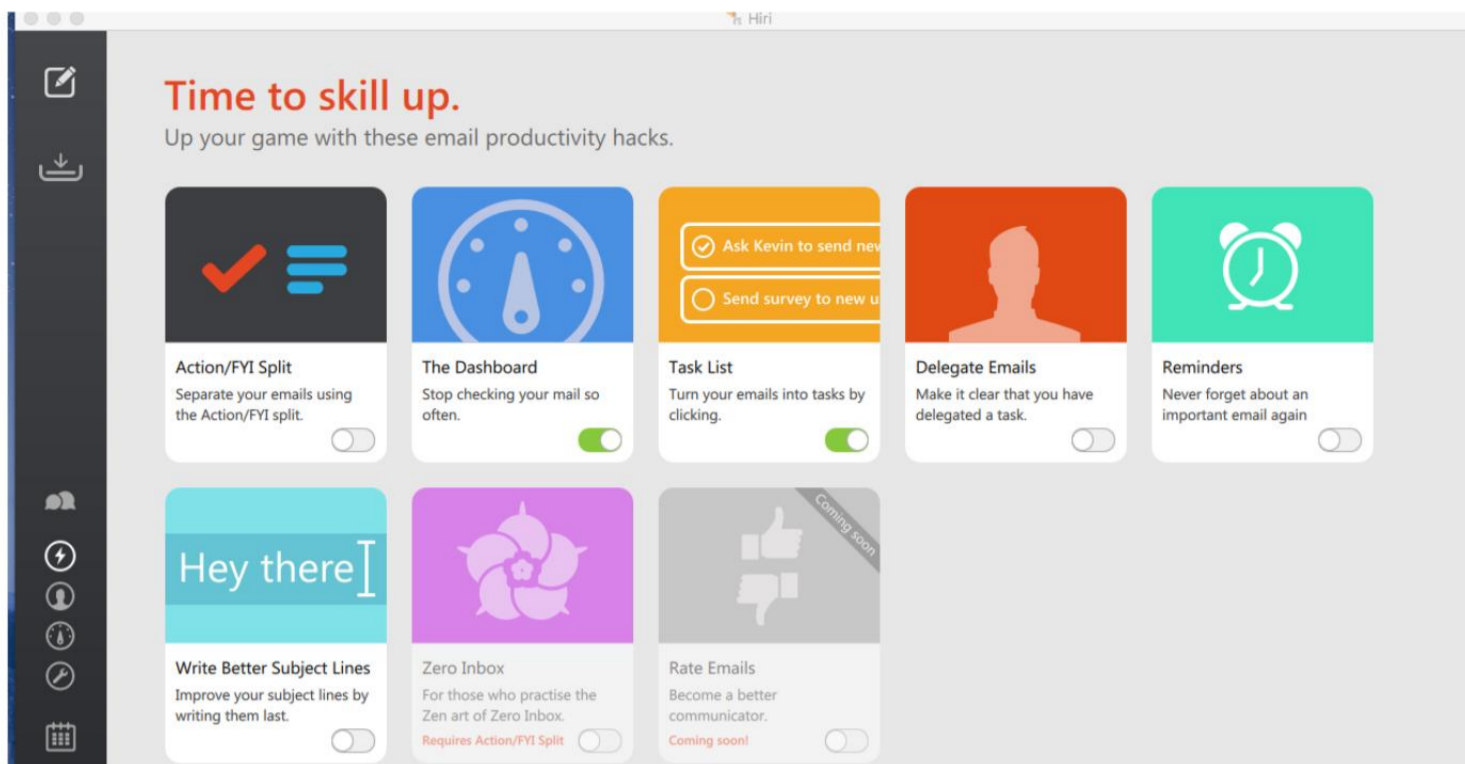 Hiri
Time to skill up.
Up your game with these email productivity hacks.
Ask Kevin to send new
Send survey to new u
Action/FYI Split
Separate your emails using
the Action/FYI split.
The Dashboard
Stop checking your mail so
often.
Task List
Turn your emails into tasks by
clicking.
Delegate Emails
Make it clear that you have
delegated a task.
Reminders
Never forget about an
important email again
Hey there
Write Better Subject Lines
Improve your subject lines by
writing them last.
Zero Inbox
For those who practise the
Zen art of Zero Inbox.
Requires Action/FYI Split
Coming soon
Rate Emails
Become a better
communicator.
Coming soon!